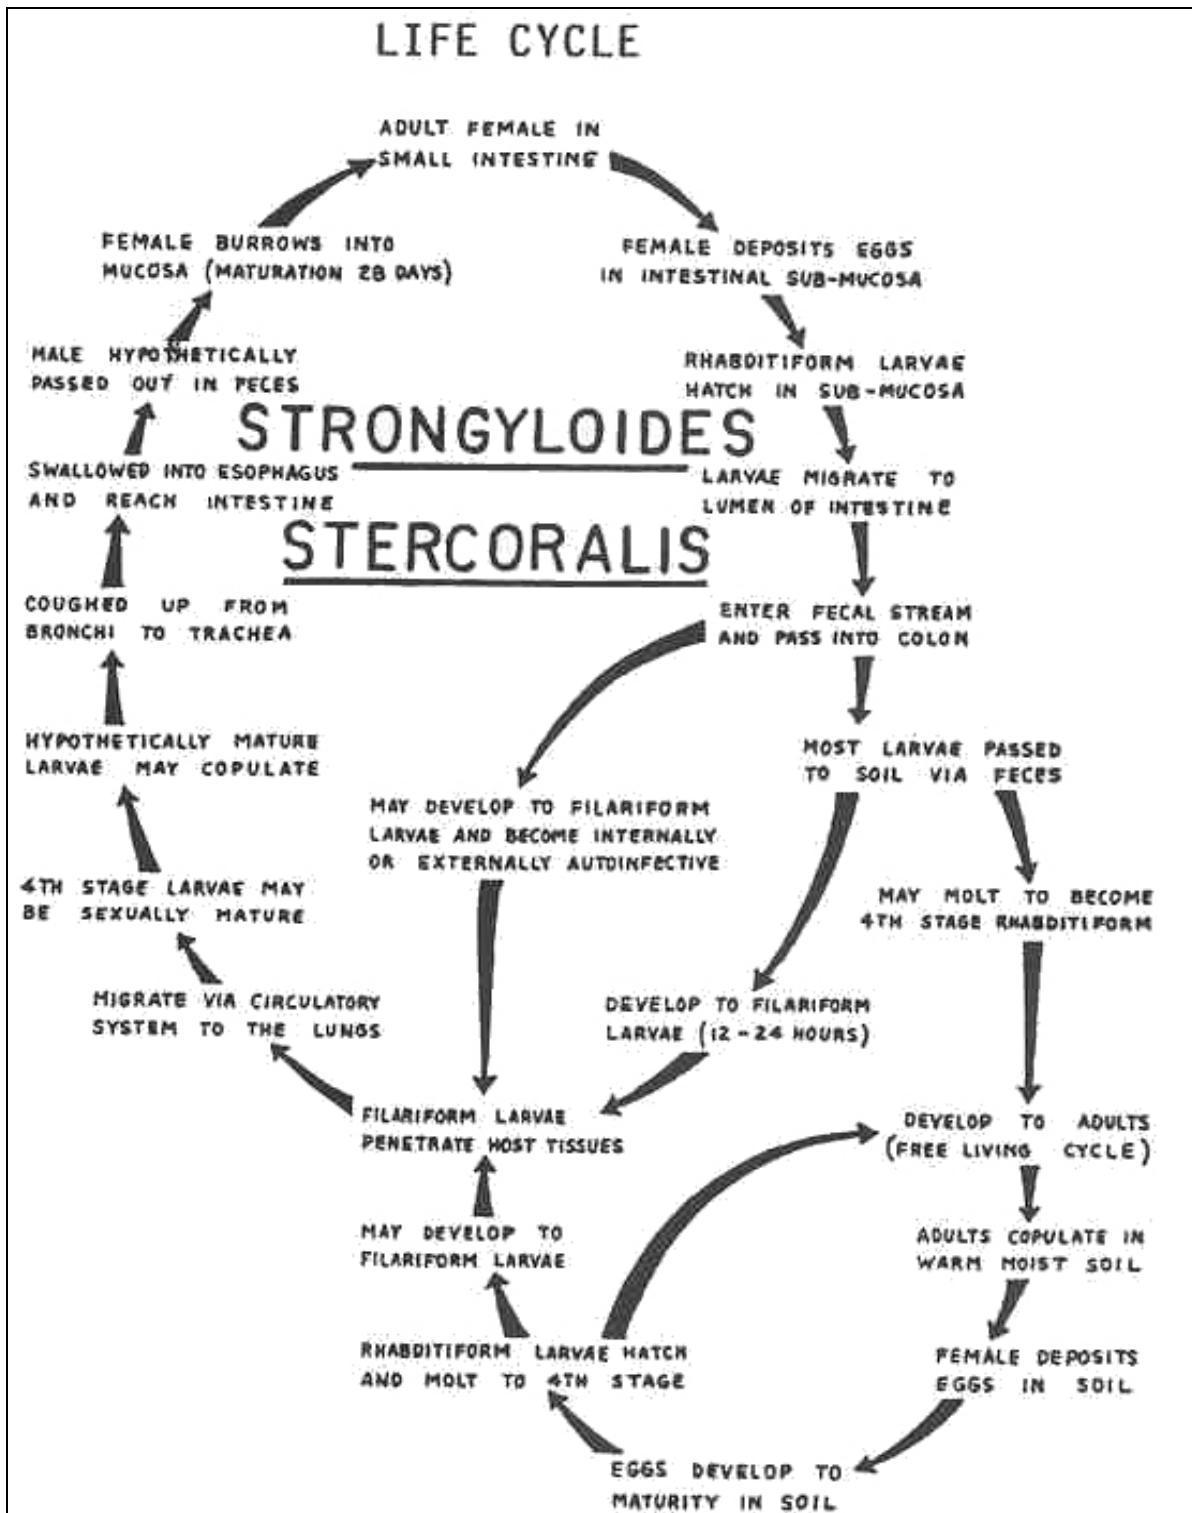 LIFE CYCLE
ADULT FEMALE IN
SMALL INTESTINE
FEMALE DEPOSITS EGGS
IN INTESTINAL SUB-MUCOSA
RHABDITIFORM LARVAE
HATCH IN SUB-MUCOSA
LARVAE MIGRATE TO
LUMEN OF INTESTINE
ENTER FECAL STREAM
AND PASS INTO COLON
MOST LARVAE PASSED
TO SOIL VIA FECES
MAY MOLT TO BECOME
4TH STAGE RHABDITIFORM
DEVELOP TO ADULTS
(FREE LIVING CYCLE)
ADULTS COPULATE IN
WARM MOIST SOIL
FEMALE DEPOSITS
EGGS IN SOIL
EGGS DEVELOP TO
MATURITY IN SOIL
RHABDITIFORM LARVAE HATCH
AND MOLT TO 4TH STAGE
MAY DEVELOP TO
FILARIFORM LARVAE
FILARIFORM LARVAE
PENETRATE HOST TISSUES
DEVELOP TO FILARIFORM
LARVAE (12-24 HOURS)
MAY DEVELOP TO FILARIFORM
LARVAE AND BECOME INTERNALLY
OR EXTERNALLY AUTOINFECTIVE
MIGRATE VIA CIRCULATORY
SYSTEM TO THE LUNGS
4TH STAGE LARVAE MAY
BE SEXUALLY MATURE
HYPOTHETICALLY MATURE
LARVAE MAY COPULATE
COUGHED UP FROM
BRONCHI TO TRACHEA
SWALLOWED INTO ESOPHAGUS
AND REACH INTESTINE
MALE HYPOTHETICALLY
PASSED OUT IN FECES
FEMALE BURROWS INTO
MUCOSA (MATURATION 28 DAYS)
STRONGYLOIDES
STERCORALIS